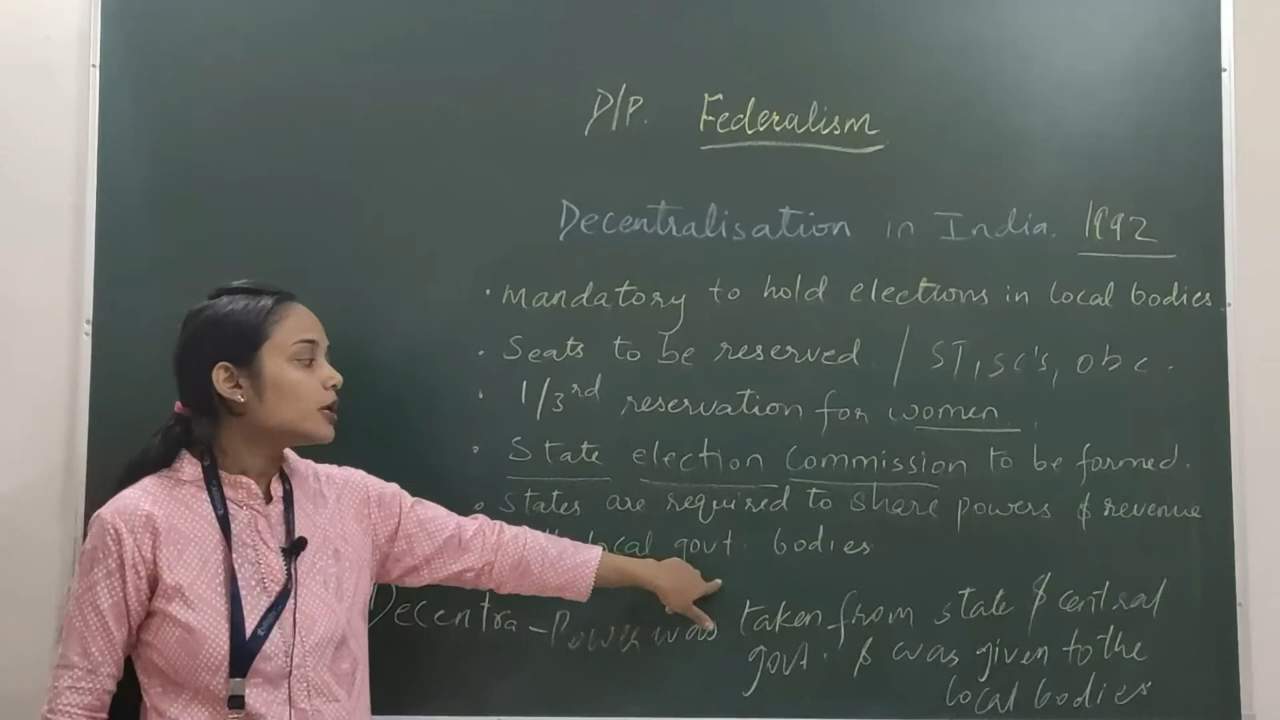 D/P. Federalism
Decentralisation in India. 1992
• Mandatory to hold elections in local bodies.
• Seats to be reserved / ST, SC's, obc.
• 1/3rd reservation for women.
• State election Commission to be formed.
• States are required to share powers & revenue
local govt. bodies
Decentra - Power was taken from state & central
govt. & was given to the
local bodies